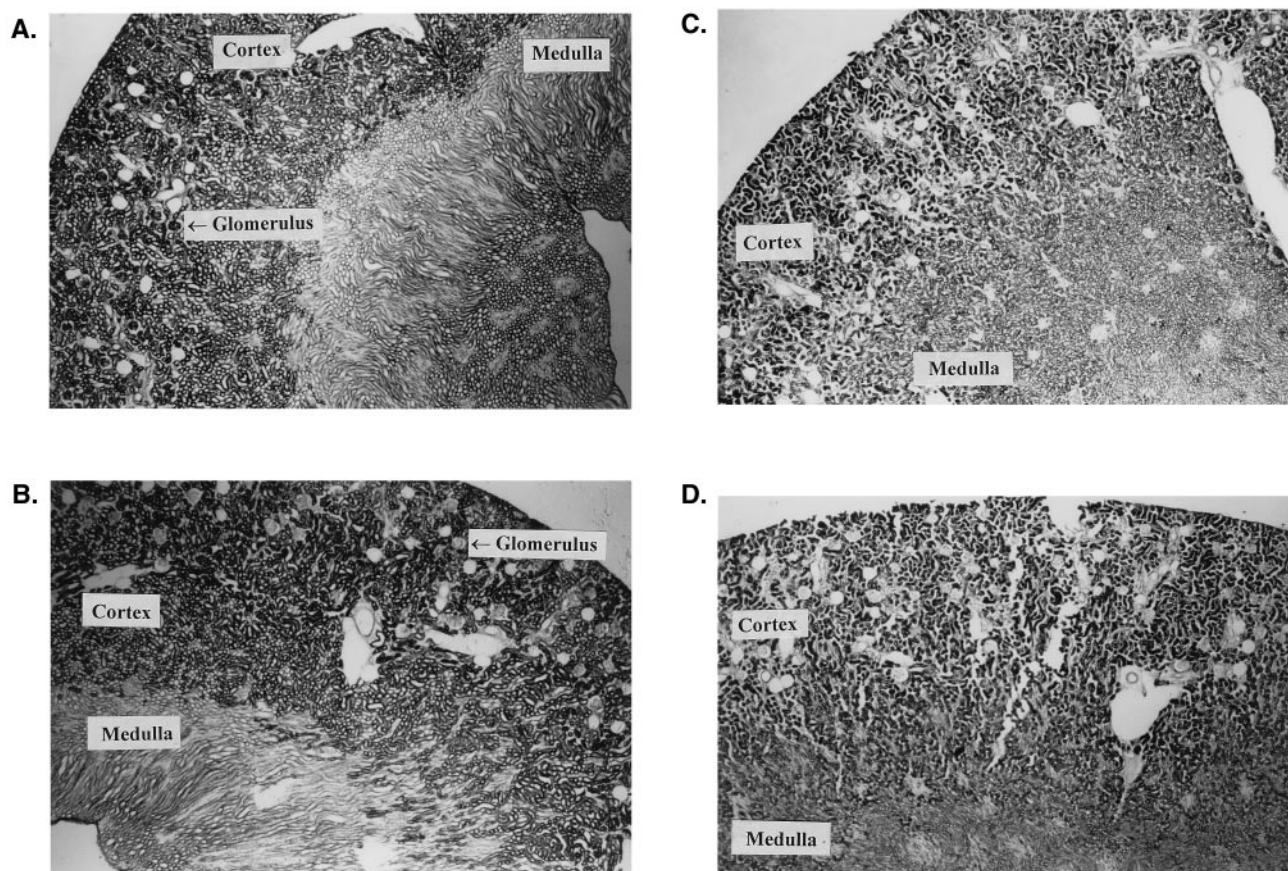 A.
Cortex
Medulla
← Glomerulus
B.
← Glomerulus
Cortex
Medulla
C.
Cortex
Medulla
D.
Cortex
Medulla